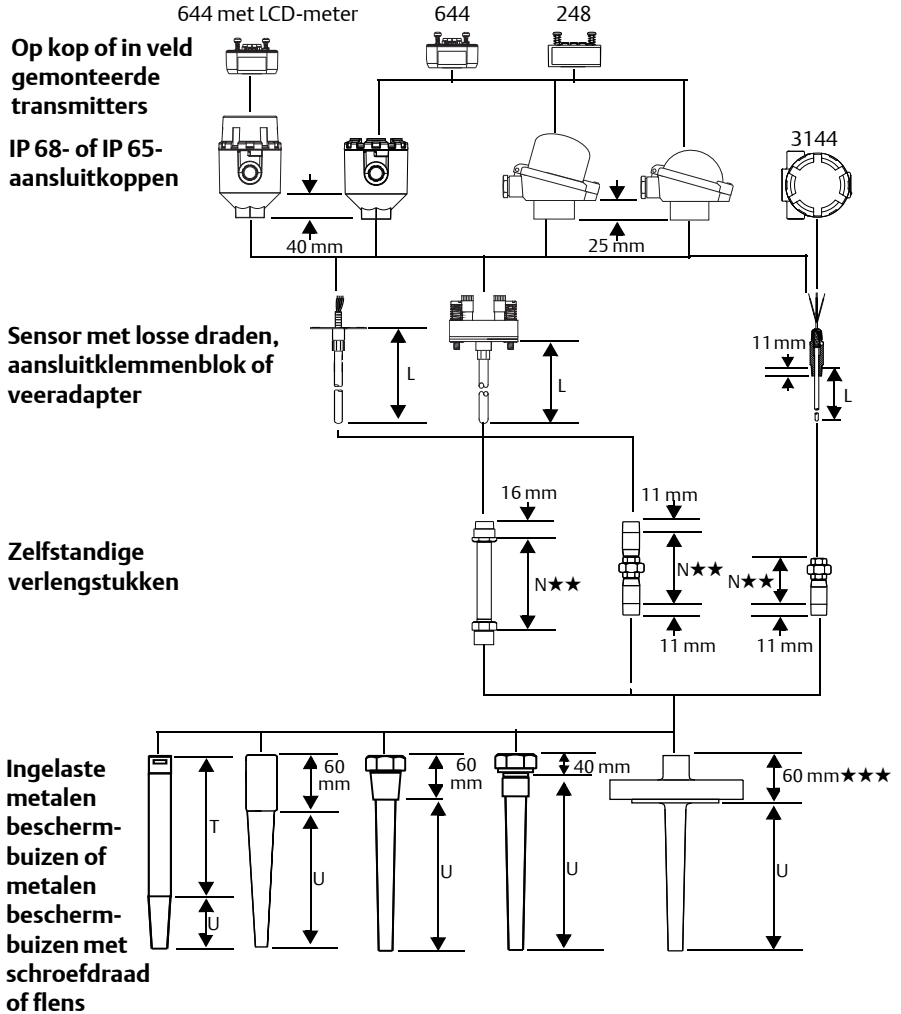 644 met LCD-meter
644
248
Op kop of in veld
gemonteerde
transmitters
IP 68- of IP 65-
aansluitkoppen
3144
40 mm
25 mm
Sensor met losse draden,
aansluitklemmenblok of
veeradapter
11 mm
L
L
L
16 mm
11 mm
Zelfstandige
verlengstukken
N★★
N★★
N★★
11 mm
11 mm
Ingelaste
metalen
bescherm-
buizen of
metalen
bescherm-
buizen met
schroefdraad
of flens
60
mm
60
mm
40 mm
60 mm★★★
T
U
U
U
U
U